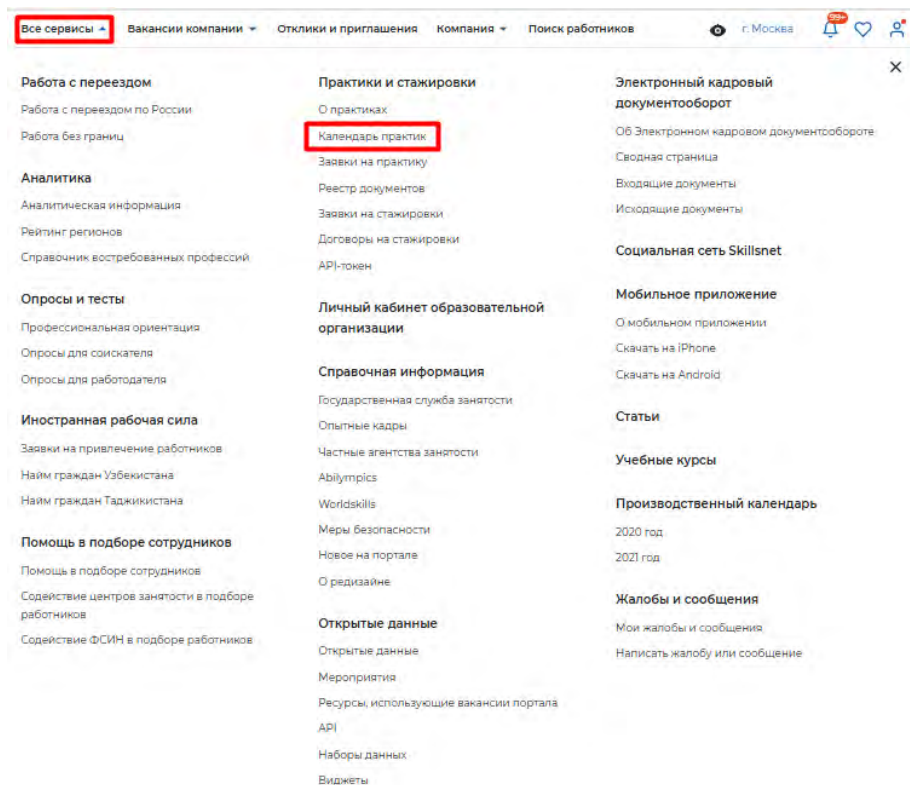 Все сервисы Вакансии компании Отклики и приглашения Компания Поиск работников г. Москва 99+
Работа с переездом
Работа с переездом по России
Работа без границ
Аналитика
Аналитическая информация
Рейтинг регионов
Справочник востребованных профессий
Опросы и тесты
Профессиональная ориентация
Опросы для соискателя
Опросы для работодателя
Иностранная рабочая сила
Заявки на привлечение работников
Найм граждан Узбекистана
Найм граждан Таджикистана
Помощь в подборе сотрудников
Помощь в подборе сотрудников
Содействие центров занятости в подборе
работников
Содействие ФСИН в подборе работников
Практики и стажировки
О практиках
Календарь практик
Заявки на практику
Реестр документов
Заявки на стажировки
Договоры на стажировки
API-токен
Личный кабинет образовательной
организации
Справочная информация
Государственная служба занятости
Опытные кадры
Частные агентства занятости
Abilympics
Worldskills
Меры безопасности
Новое на портале
О редизайне
Открытые данные
Открытые данные
Мероприятия
Ресурсы, использующие вакансии портала
API
Наборы данных
Виджеты
Электронный кадровый
документооборот
Об Электронном кадровом документообороте
Сводная страница
Входящие документы
Исходящие документы
Социальная сеть Skillsnet
Мобильное приложение
О мобильном приложении
Скачать на iPhone
Скачать на Android
Статьи
Учебные курсы
Производственный календарь
2020 год
2021 год
Жалобы и сообщения
Мои жалобы и сообщения
Написать жалобу или сообщение